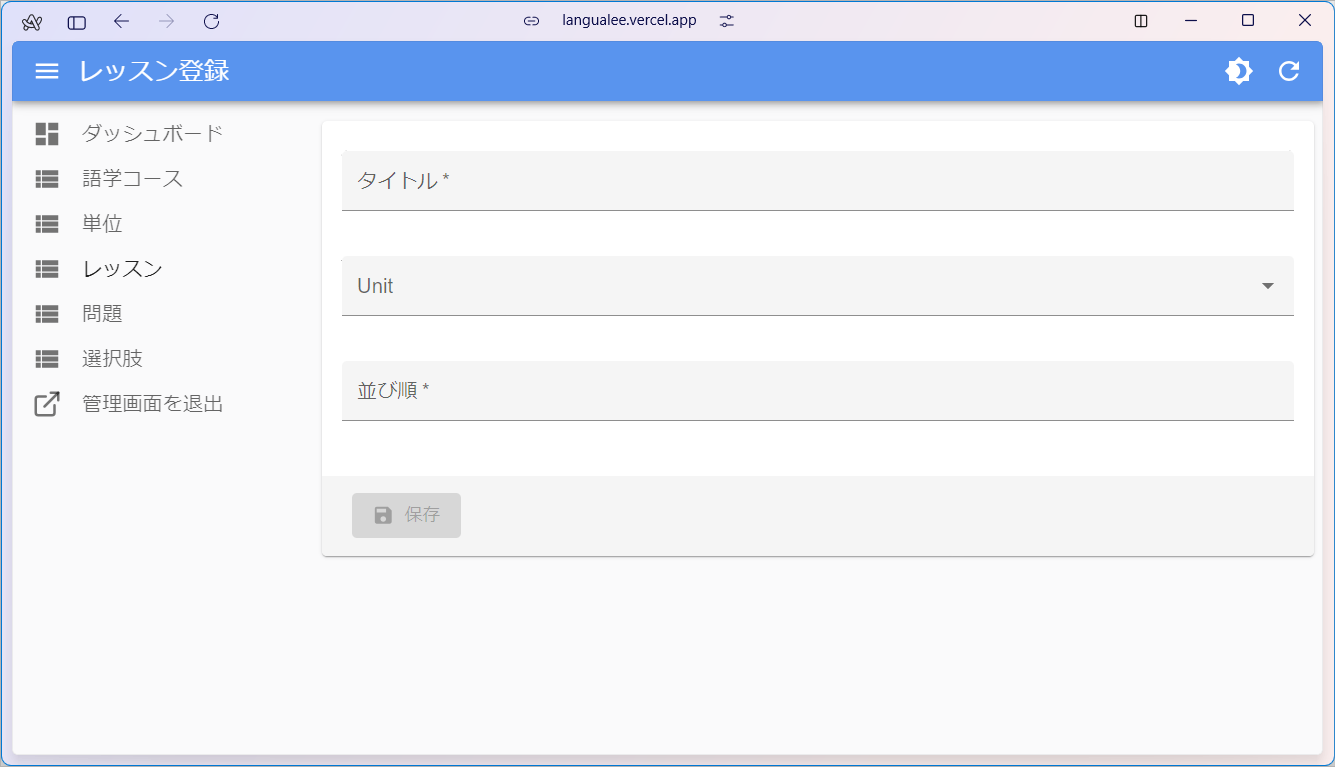 langualee.vercel.app
レッスン登録
ダッシュボード
語学コース
単位
レッスン
問題
選択肢
管理画面を退出
タイトル *
Unit
並び順 *
保存